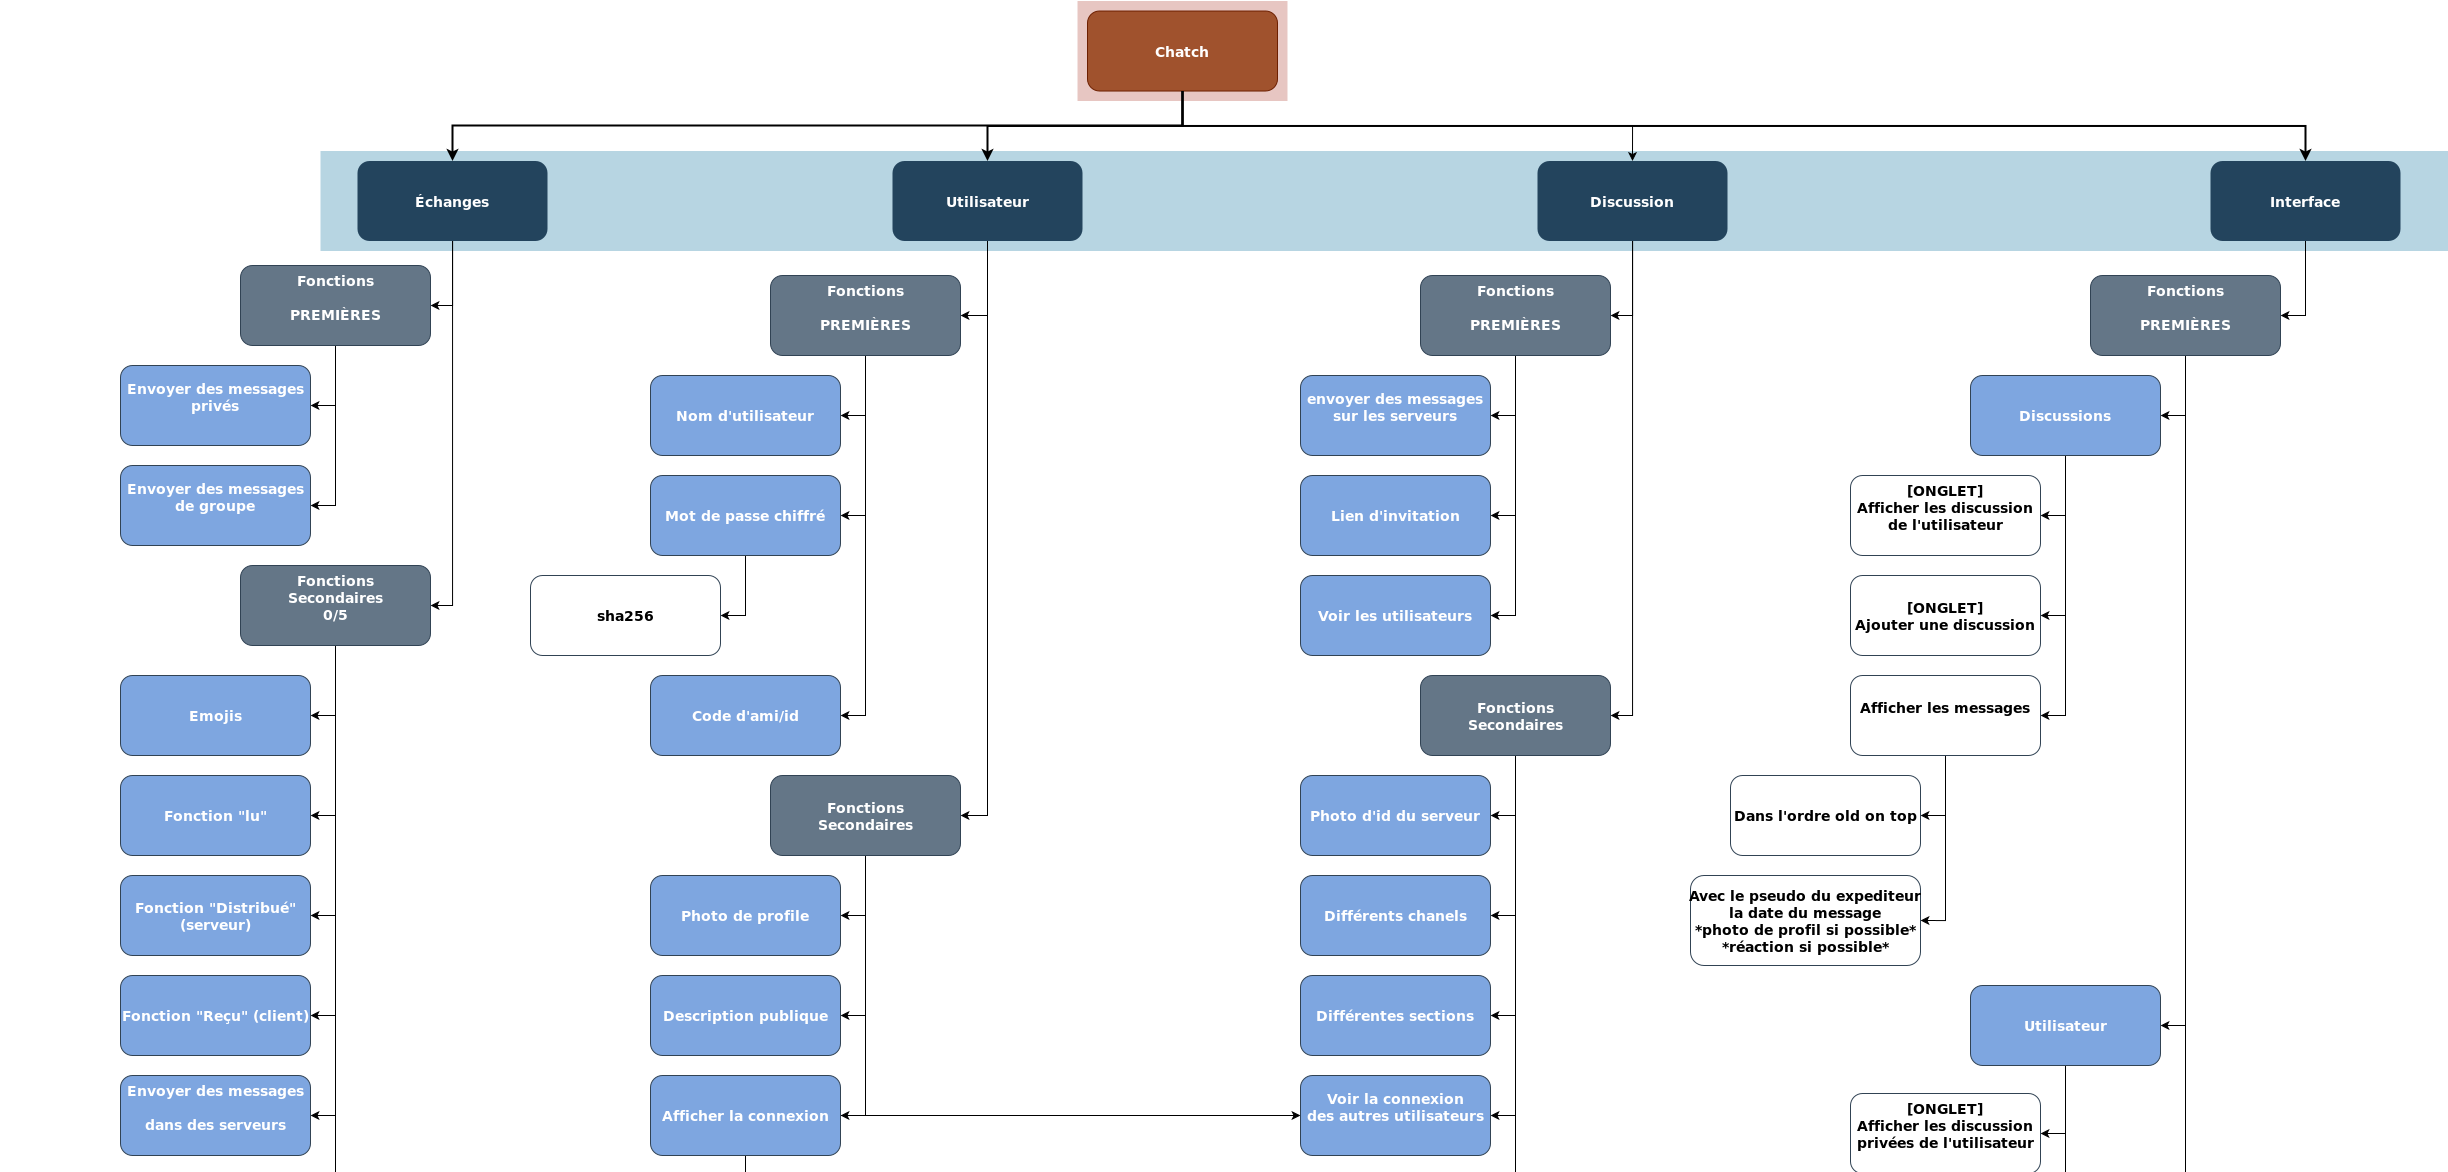 Chatch
Échanges
Utilisateur
Discussion
Interface
Fonctions
PREMIÈRES
Envoyer des messages
privés
Envoyer des messages
de groupe
Fonctions
Secondaires
0/5
Emojis
Fonction "lu"
Fonction "Distribué"
(serveur)
Fonction "Reçu" (client)
Envoyer des messages
dans des serveurs
Fonctions
PREMIÈRES
Nom d'utilisateur
Mot de passe chiffré
sha256
Code d'ami/id
Fonctions
Secondaires
Photo de profile
Description publique
Afficher la connexion
Fonctions
PREMIÈRES
envoyer des messages
sur les serveurs
Lien d'invitation
Voir les utilisateurs
Fonctions
Secondaires
Photo d'id du serveur
Différents chanels
Différentes sections
Voir la connexion
des autres utilisateurs
Fonctions
PREMIÈRES
Discussions
[ONGLET]
Afficher les discussion
de l'utilisateur
[ONGLET]
Ajouter une discussion
Afficher les messages
Dans l'ordre old on top
Avec le pseudo du expediteur
la date du message
*photo de profil si possible*
*réaction si possible*
Utilisateur
[ONGLET]
Afficher les discussion
privées de l'utilisateur